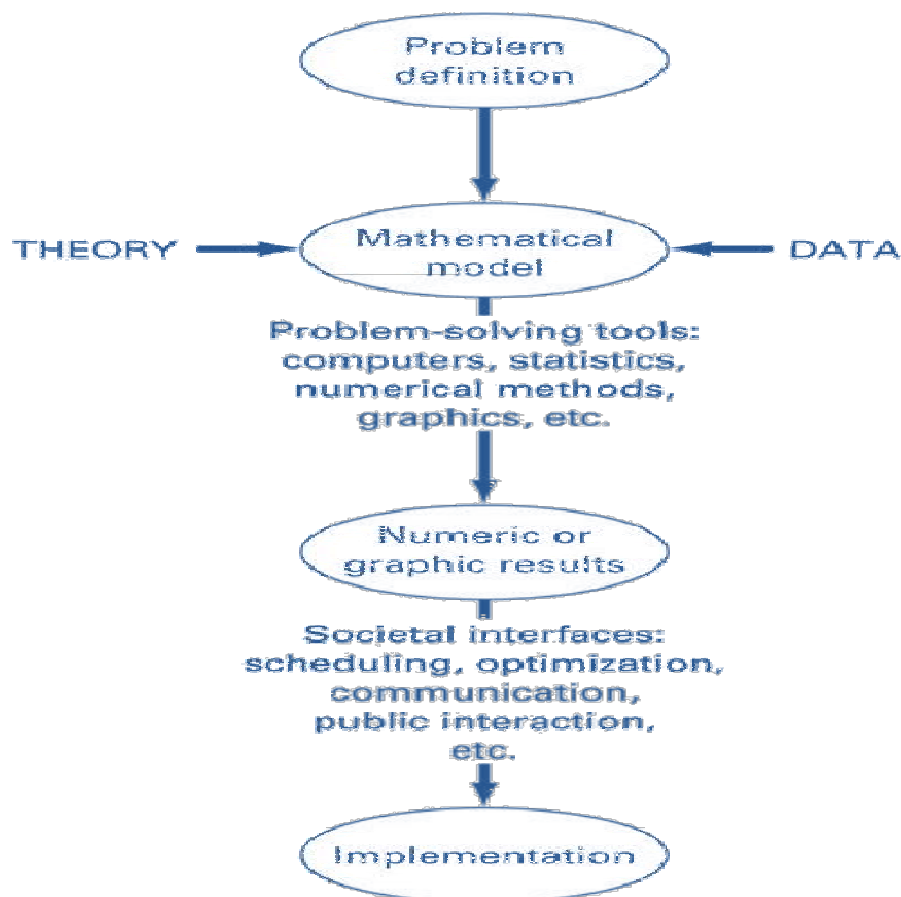 Problem
definition
THEORY
Mathematical
model
DATA
Problem-solving tools:
computers, statistics,
numerical methods,
graphics, etc.
Numeric or
graphic results
Societal interfaces:
scheduling, optimization,
communication,
public interaction,
etc.
Implementation